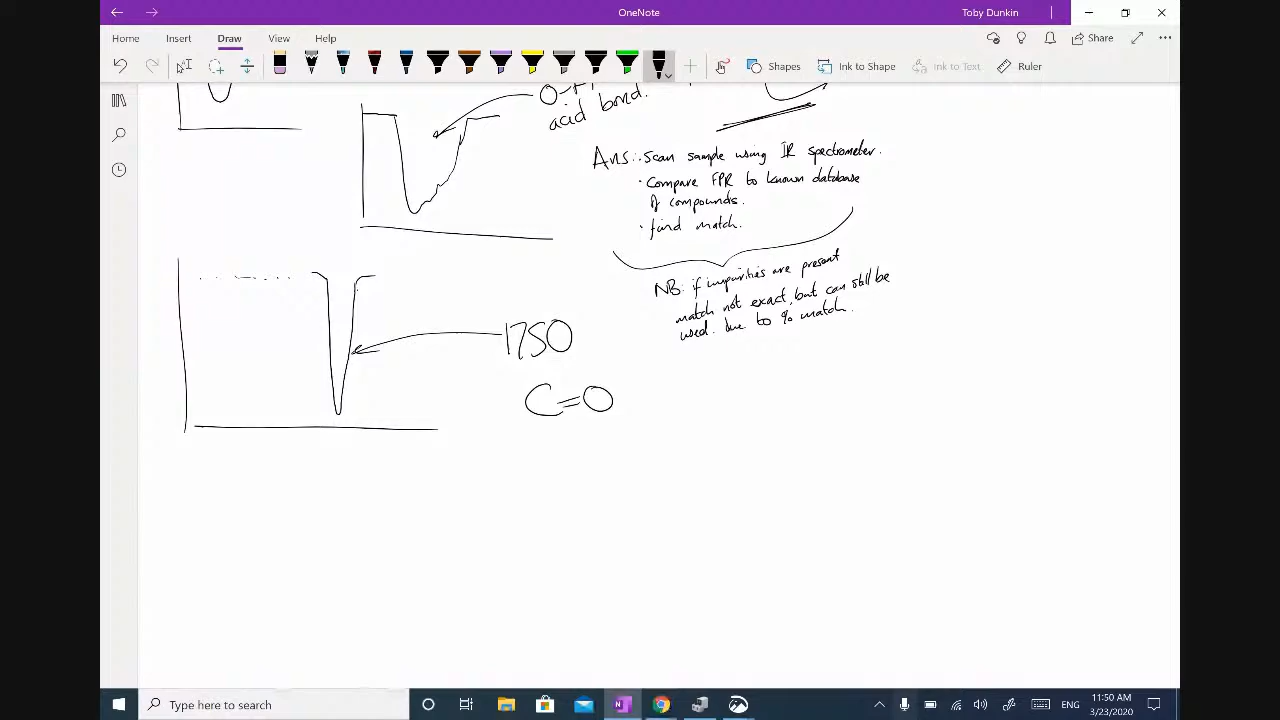 OneNote
Toby Dunkin
Home Insert Draw View Help
Share
Shapes
Ink to Shape
Ink to Text
Ruler
acid bond.
Ans: Scan sample using IR spectrometer.
• Compare FPR to known database
of compounds.
• find match.
NB: if impurities are present
match not exact, but can still be
used. due to % match.
1750
C=O
Type here to search
ENG
11:50 AM
3/23/2020